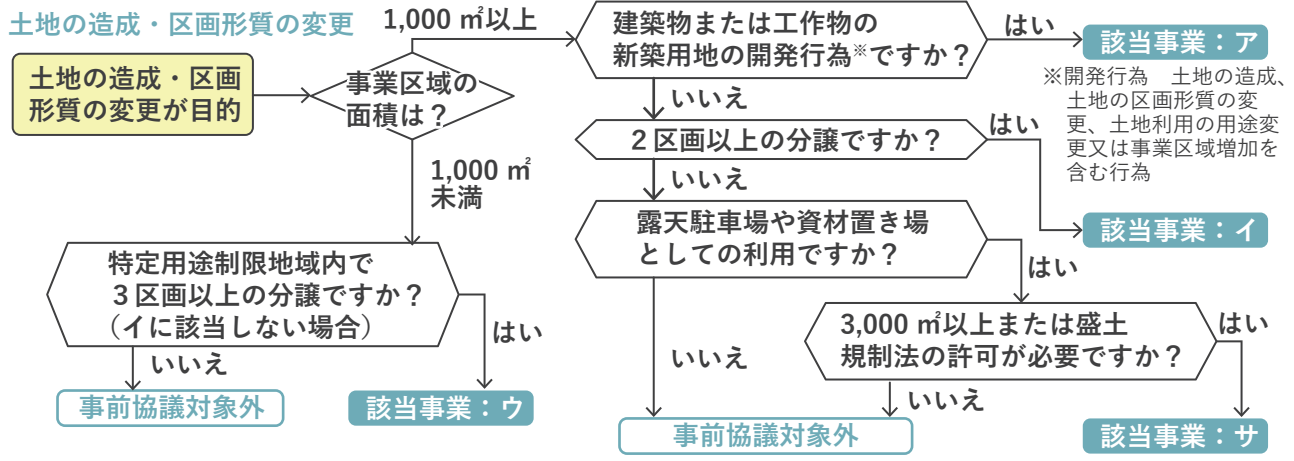 土地の造成・区画形質の変更
土地の造成・区画
形質の変更が目的
事業区域の
面積は？
1,000 ㎡以上
建築物または工作物の
新築用地の開発行為※ですか？
はい
該当事業：ア
※開発行為　土地の造成、
土地の区画形質の変
更、土地利用の用途変
更又は事業区域増加を
含む行為
いいえ
２区画以上の分譲ですか？
はい
該当事業：イ
いいえ
露天駐車場や資材置き場
としての利用ですか？
はい
3,000 ㎡以上または盛土
規制法の許可が必要ですか？
はい
該当事業：サ
いいえ
いいえ
事前協議対象外
1,000 ㎡
未満
特定用途制限地域内で
３区画以上の分譲ですか？
（イに該当しない場合）
はい
該当事業：ウ
いいえ
事前協議対象外